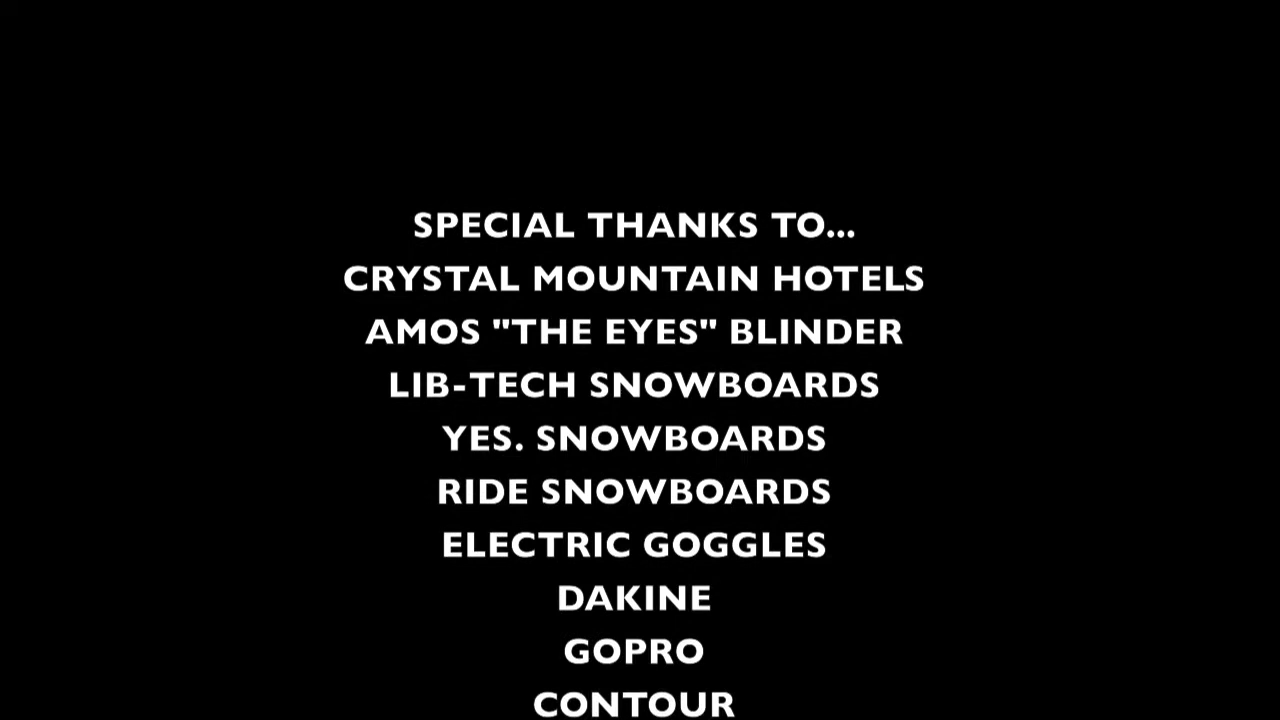 SPECIAL THANKS TO...
CRYSTAL MOUNTAIN HOTELS
AMOS "THE EYES" BLINDER
LIB-TECH SNOWBOARDS
YES. SNOWBOARDS
RIDE SNOWBOARDS
ELECTRIC GOGGLES
DAKINE
GOPRO
CONTOUR